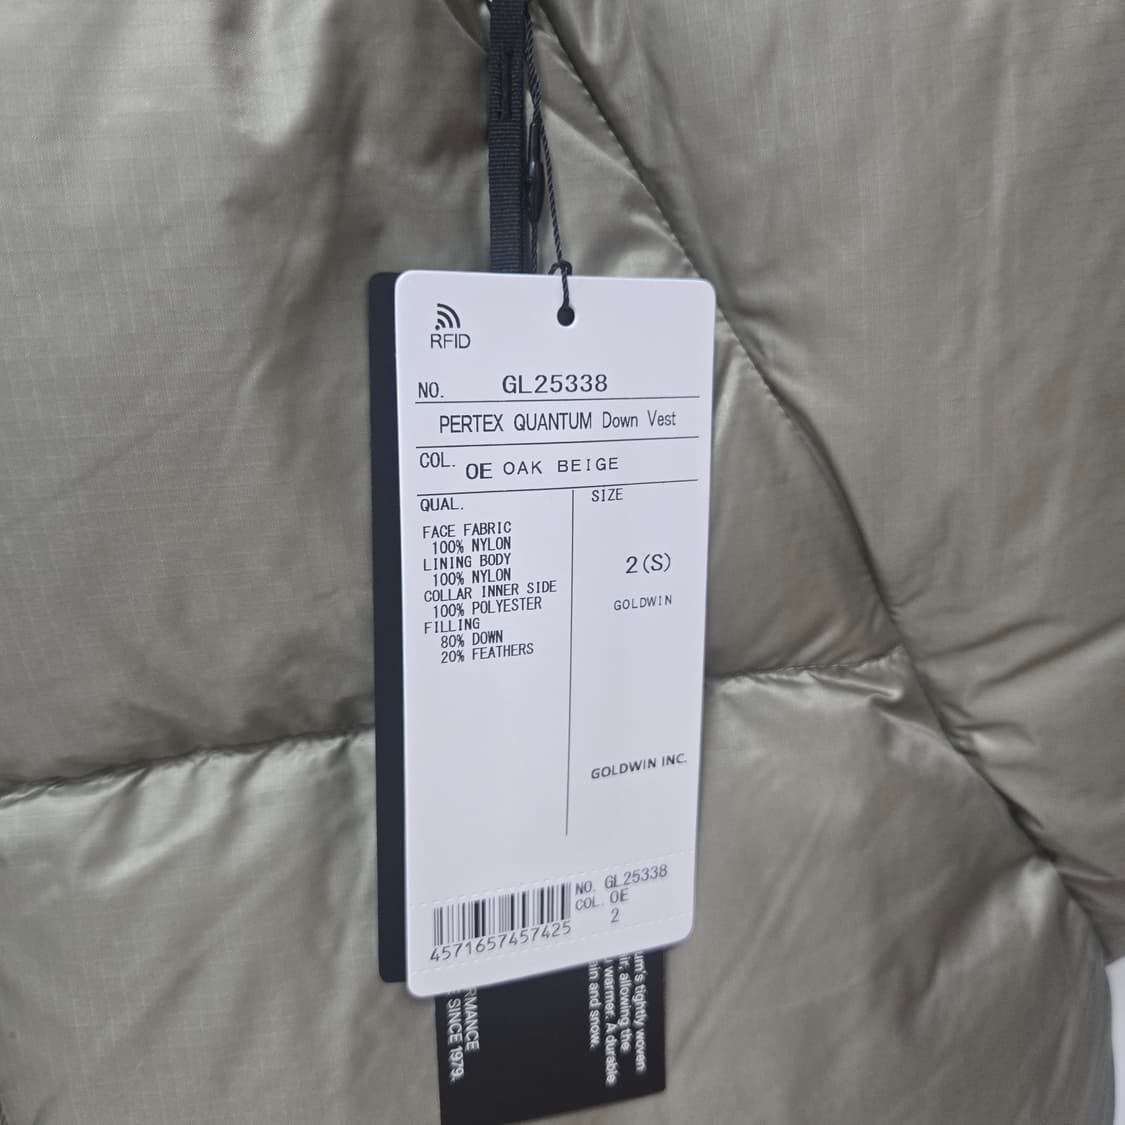 RFID
NO. GL25338
PERTEX QUANTUM Down Vest
COL. OE OAK BEIGE
QUAL.
SIZE
FACE FABRIC
100% NYLON
LINING BODY
100% NYLON
COLLAR INNER SIDE
100% POLYESTER
FILLING
80% DOWN
20% FEATHERS
2(S)
GOLDWIN
GOLDWIN INC.
NO. GL25338
COL. OE
2
4571657457425
tightly woven
allowing the
warmer. A durable
and snow.
SINCE 1979.